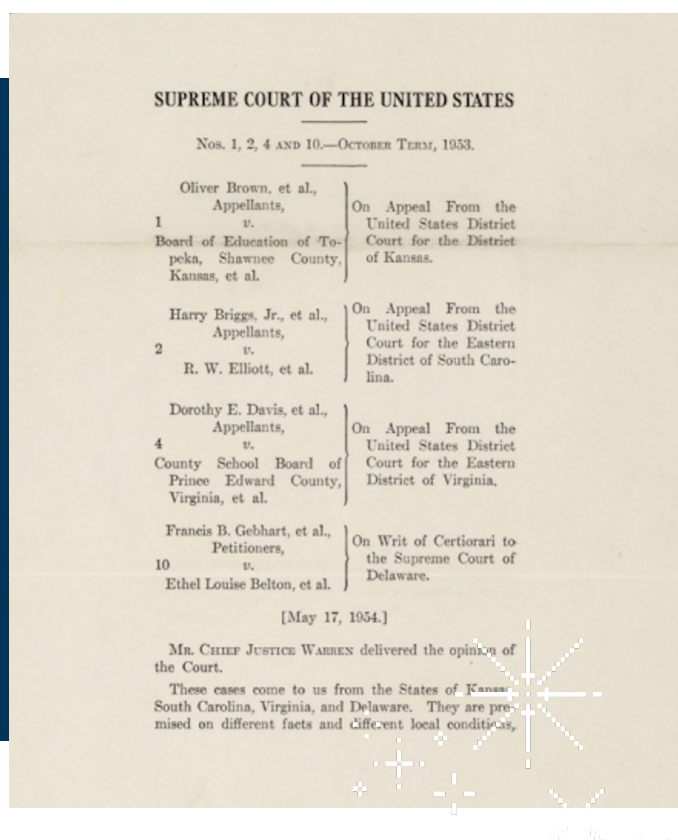 SUPREME COURT OF THE UNITED STATES
Nos. 1, 2, 4 AND 10.—OCTOBER TERM, 1953.
Oliver Brown, et al.,
Appellants,
1 v.
Board of Education of To-
peka, Shawnee County,
Kansas, et al.
On Appeal From the
United States District
Court for the District
of Kansas.
Harry Briggs, Jr., et al.,
Appellants,
2 v.
R. W. Elliott, et al.
On Appeal From the
United States District
Court for the Eastern
District of South Caro-
lina.
Dorothy E. Davis, et al.,
Appellants,
4 v.
County School Board of
Prince Edward County,
Virginia, et al.
On Appeal From the
United States District
Court for the Eastern
District of Virginia.
Francis B. Gebhart, et al.,
Petitioners,
10 v.
Ethel Louise Belton, et al.
On Writ of Certiorari to
the Supreme Court of
Delaware.
[May 17, 1954.]
MR. CHIEF JUSTICE WARREN delivered the opinion of
the Court.
These cases come to us from the States of Kansas,
South Carolina, Virginia, and Delaware. They are pre-
mised on different facts and different local conditions,